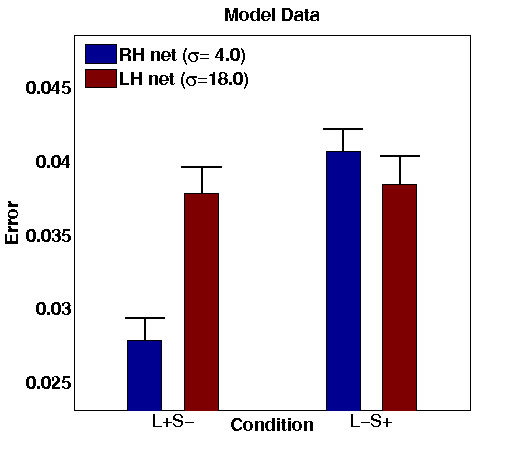 Model Data
RH net (σ= 4.0)
LH net (σ=18.0)
0.045
0.04
0.035
0.03
0.025
Error
L+S− L−S+
Condition